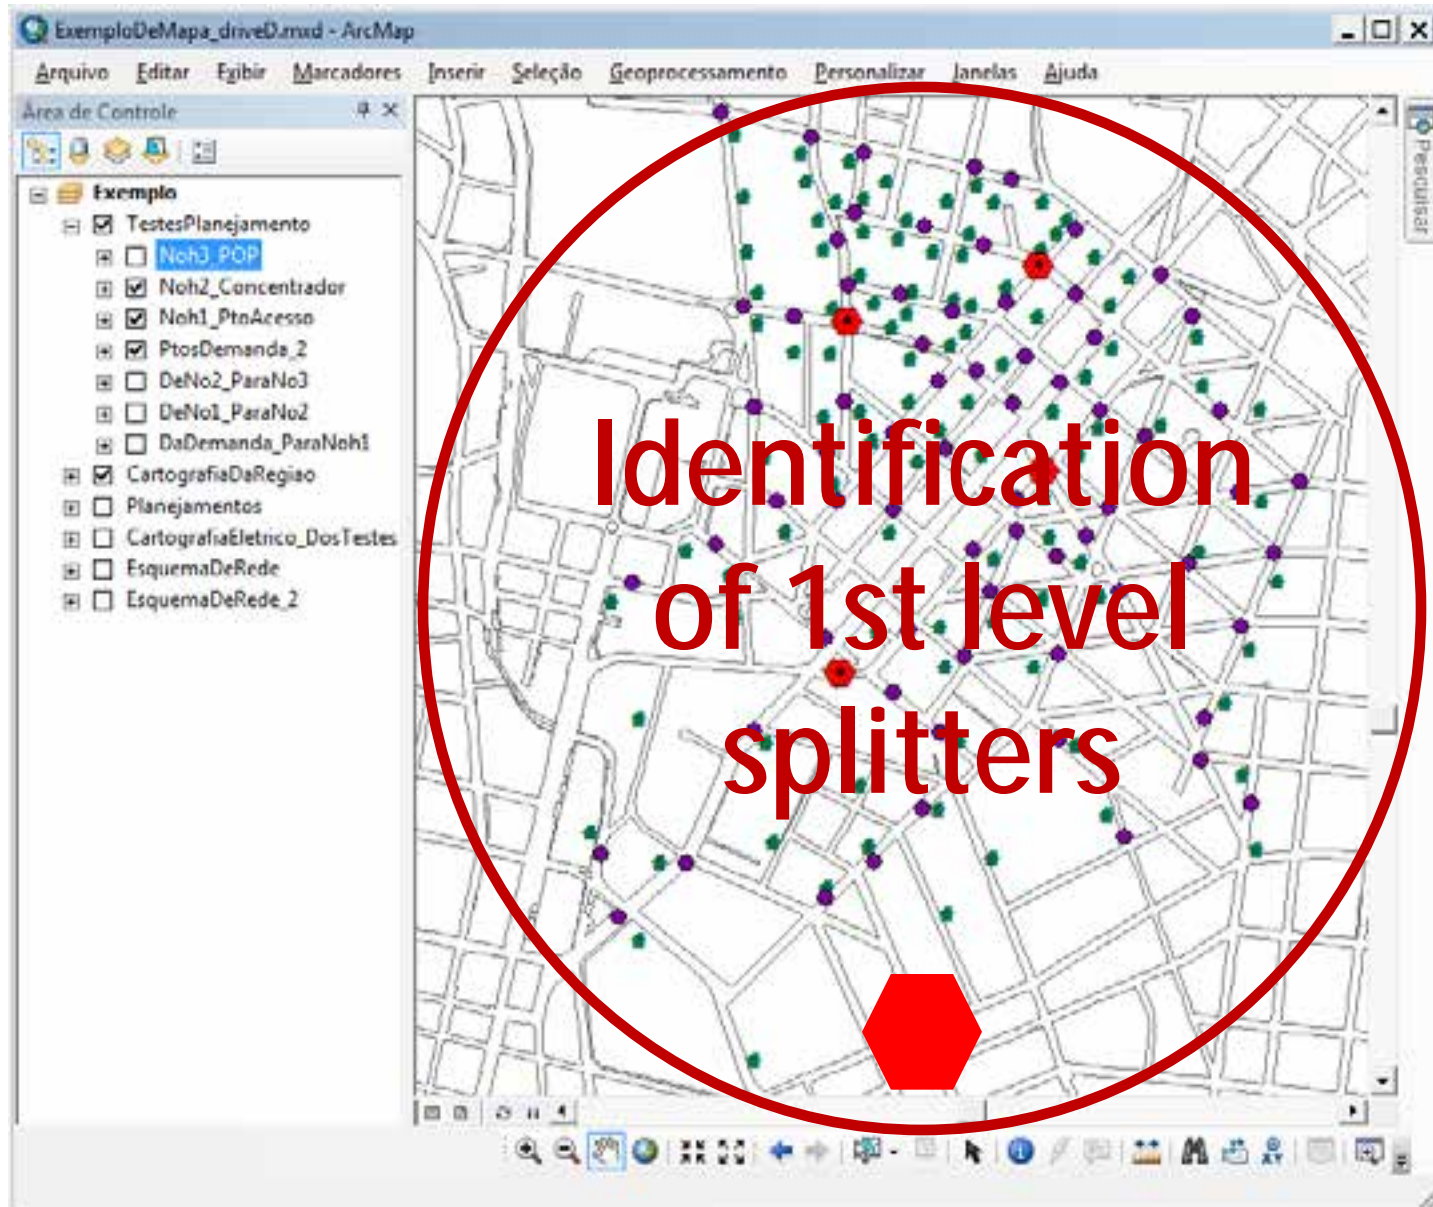 ExemploDeMapa_driveD.mxd - ArcMap
Arquivo Editar Exibir Marcadores Inserir Seleção Geoprocessamento Personalizar Janelas Ajuda
Área de Controle
Exemplo
TestesPlanejamento
Noh3_POP
Noh2_Concentrador
Noh1_PtoAcesso
PtosDemanda_2
DeNo2_ParaNo3
DeNo1_ParaNo2
DaDemanda_ParaNoh1
CartografiaDaRegiao
Planejamentos
CartografiaEletrico_DosTestes
EsquemaDeRede
EsquemaDeRede_2
Identification
of 1st level
splitters
Pesquisar
XY